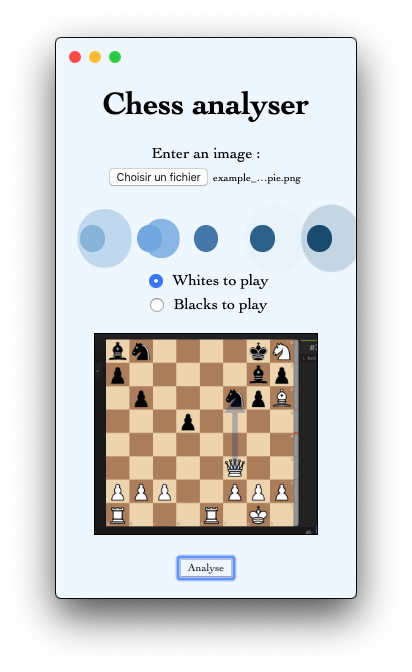 Chess analyser
Enter an image :
Choisir un fichier example_...pie.png
Whites to play
Blacks to play
Analyse